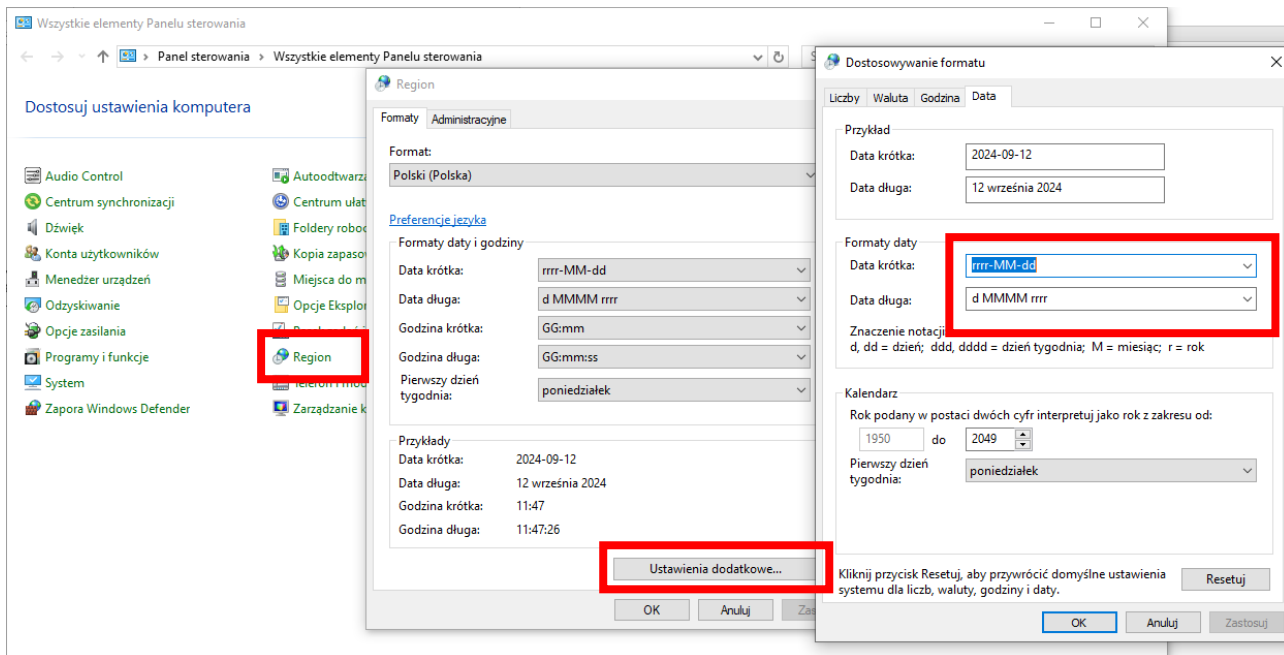 Wszystkie elementy Panelu sterowania
Panel sterowania > Wszystkie elementy Panelu sterowania
Dostosuj ustawienia komputera
Audio Control
Centrum synchronizacji
Dźwięk
Konta użytkowników
Menedżer urządzeń
Odzyskiwanie
Opcje zasilania
Programy i funkcje
System
Zapora Windows Defender
Region
Region
Formaty Administracyjne
Format:
Polski (Polska)
Preferencje języka
Formaty daty i godziny
Data krótka: rrrr-MM-dd
Data długa: d MMMM rrrr
Godzina krótka: GG:mm
Godzina długa: GG:mm:ss
Pierwszy dzień
tygodnia: poniedziałek
Przykłady
Data krótka: 2024-09-12
Data długa: 12 września 2024
Godzina krótka: 11:47
Godzina długa: 11:47:26
Ustawienia dodatkowe...
OK Anuluj
Dostosowywanie formatu
Liczby Waluta Godzina Data
Przykład
Data krótka: 2024-09-12
Data długa: 12 września 2024
Formaty daty
Data krótka: rrrr-MM-dd
Data długa: d MMMM rrrr
Znaczenie notacji
d, dd = dzień; ddd, dddd = dzień tygodnia; M = miesiąc; r = rok
Kalendarz
Rok podany w postaci dwóch cyfr interpretuj jako rok z zakresu od:
1950 do 2049
Pierwszy dzień
tygodnia: poniedziałek
Kliknij przycisk Resetuj, aby przywrócić domyślne ustawienia
systemu dla liczb, waluty, godziny i daty.
Resetuj
OK Anuluj Zastosuj